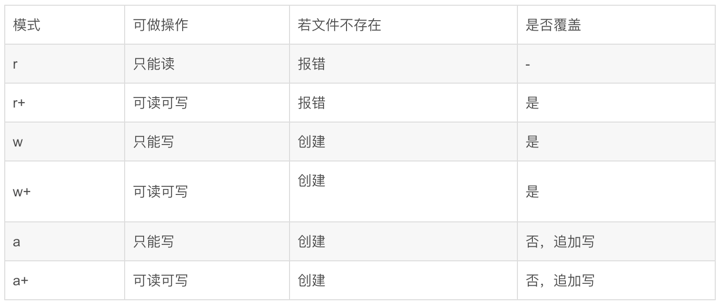 模式 可做操作 若文件不存在 是否覆盖
r 只能读 报错 -
r+ 可读可写 报错 是
w 只能写 创建 是
w+ 可读可写 创建 是
a 只能写 创建 否，追加写
a+ 可读可写 创建 否，追加写